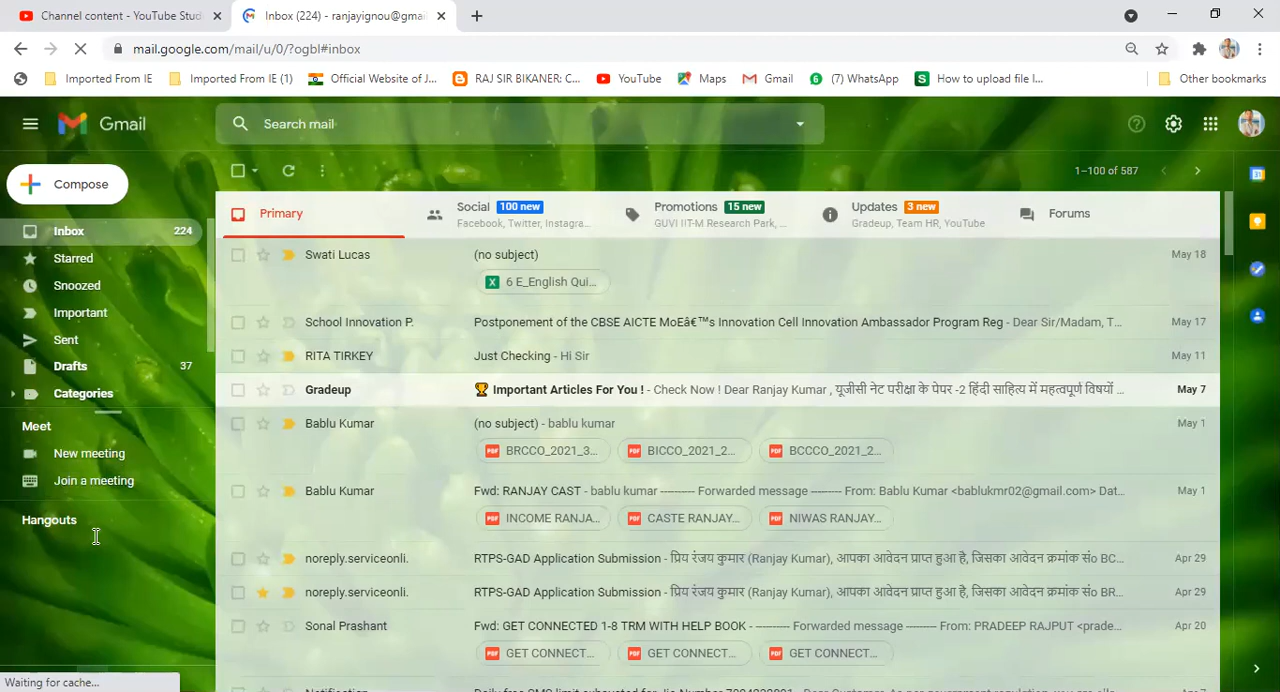 Channel content - YouTube Studi
Inbox (224) - ranjayignou@gmai
mail.google.com/mail/u/0/?ogbl#inbox
Imported From IE
Imported From IE (1)
Official Website of J...
RAJ SIR BIKANER: C...
YouTube
Maps
Gmail
(7) WhatsApp
How to upload file I...
Other bookmarks
Gmail
Search mail
Compose
1–100 of 587
Primary
Social 100 new
Facebook, Twitter, Instagra...
Promotions 15 new
GUVI IIT-M Research Park, ...
Updates 3 new
Gradeup, Team HR, YouTube
Forums
Inbox 224
Starred
Snoozed
Important
Sent
Drafts 37
Categories
Meet
New meeting
Join a meeting
Hangouts
Swati Lucas (no subject) May 18
6 E_English Qui...
School Innovation P. Postponement of the CBSE AICTE MoEâ€™s Innovation Cell Innovation Ambassador Program Reg - Dear Sir/Madam, T... May 17
RITA TIRKEY Just Checking - Hi Sir May 11
Gradeup 🏆 Important Articles For You ! - Check Now ! Dear Ranjay Kumar , यूजीसी नेट परीक्षा के पेपर -2 हिंदी साहित्य में महत्वपूर्ण विषयों ... May 7
Bablu Kumar (no subject) - bablu kumar May 1
BRCCO_2021_3... BICCO_2021_2... BCCCO_2021_2...
Bablu Kumar Fwd: RANJAY CAST - bablu kumar ---------- Forwarded message --------- From: Bablu Kumar <bablukmr02@gmail.com> Dat... May 1
INCOME RANJA... CASTE RANJAY... NIWAS RANJAY...
noreply.serviceonli. RTPS-GAD Application Submission - प्रिय रंजय कुमार (Ranjay Kumar), आपका आवेदन प्राप्त हुआ है, जिसका आवेदन क्रमांक सं० BC... Apr 29
noreply.serviceonli. RTPS-GAD Application Submission - प्रिय रंजय कुमार (Ranjay Kumar), आपका आवेदन प्राप्त हुआ है, जिसका आवेदन क्रमांक सं० BR... Apr 29
Sonal Prashant Fwd: GET CONNECTED 1-8 TRM WITH HELP BOOK - ---------- Forwarded message --------- From: PRADEEP RAJPUT <prade... Apr 20
GET CONNECT... GET CONNECT... GET CONNECT...
Waiting for cache...